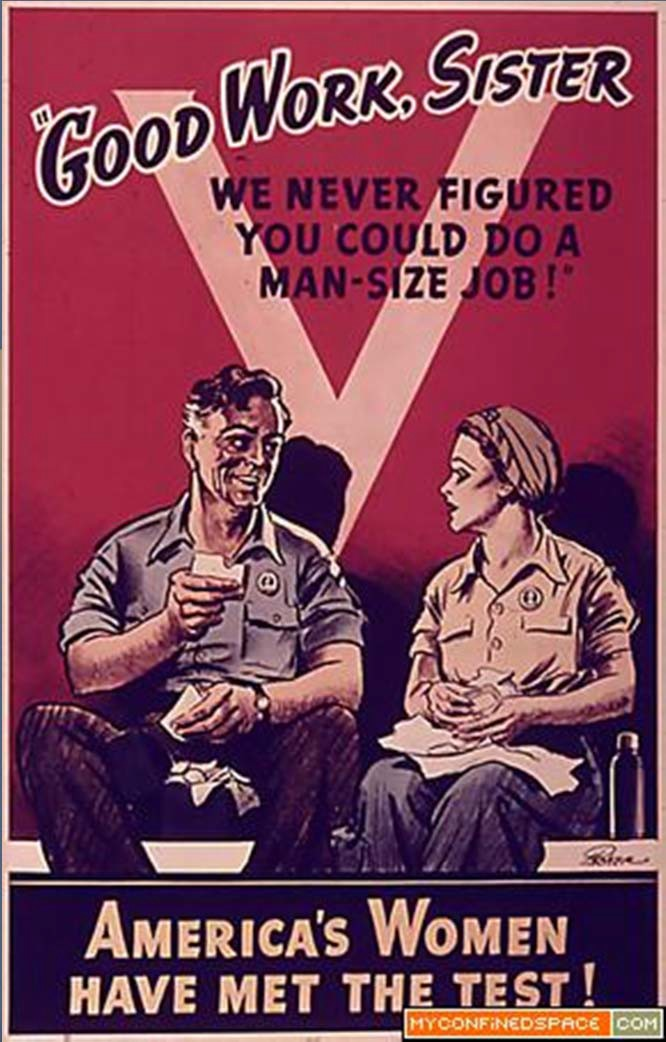 "GOOD WORK, SISTER
WE NEVER FIGURED
YOU COULD DO A
MAN-SIZE JOB!"
AMERICA'S WOMEN
HAVE MET THE TEST!
MYCONFINEDSPACE COM